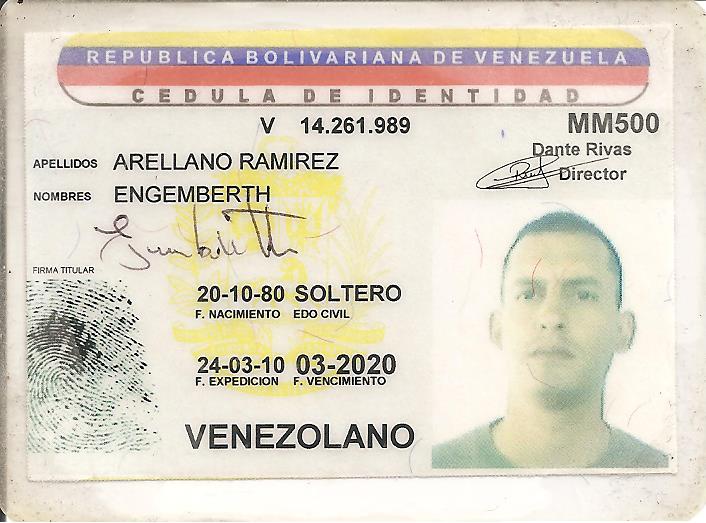 REPUBLICA BOLIVARIANA DE VENEZUELA
CEDULA DE IDENTIDAD
V 14.261.989
MM500
Dante Rivas
Director
APELLIDOS ARELLANO RAMIREZ
NOMBRES ENGEMBERTH
FIRMA TITULAR
20-10-80 SOLTERO
F. NACIMIENTO EDO CIVIL
24-03-10 03-2020
F. EXPEDICION F. VENCIMIENTO
VENEZOLANO